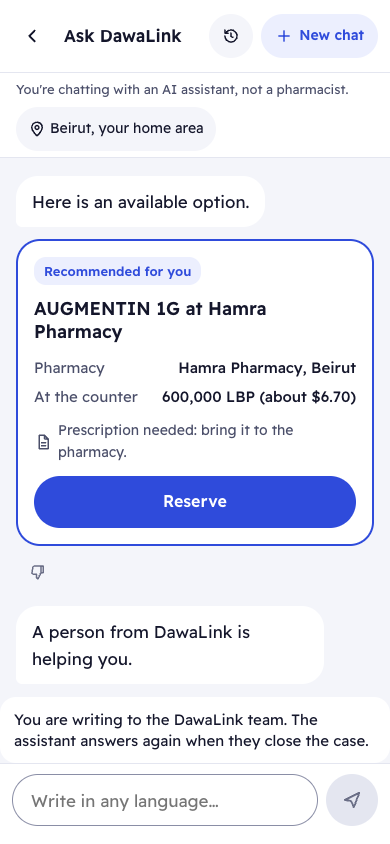 Ask DawaLink
New chat
You're chatting with an AI assistant, not a pharmacist.
Beirut, your home area
Here is an available option.
Recommended for you
AUGMENTIN 1G at Hamra
Pharmacy
Pharmacy Hamra Pharmacy, Beirut
At the counter 600,000 LBP (about $6.70)
Prescription needed: bring it to the
pharmacy.
Reserve
A person from DawaLink is
helping you.
You are writing to the DawaLink team. The
assistant answers again when they close the case.
Write in any language…